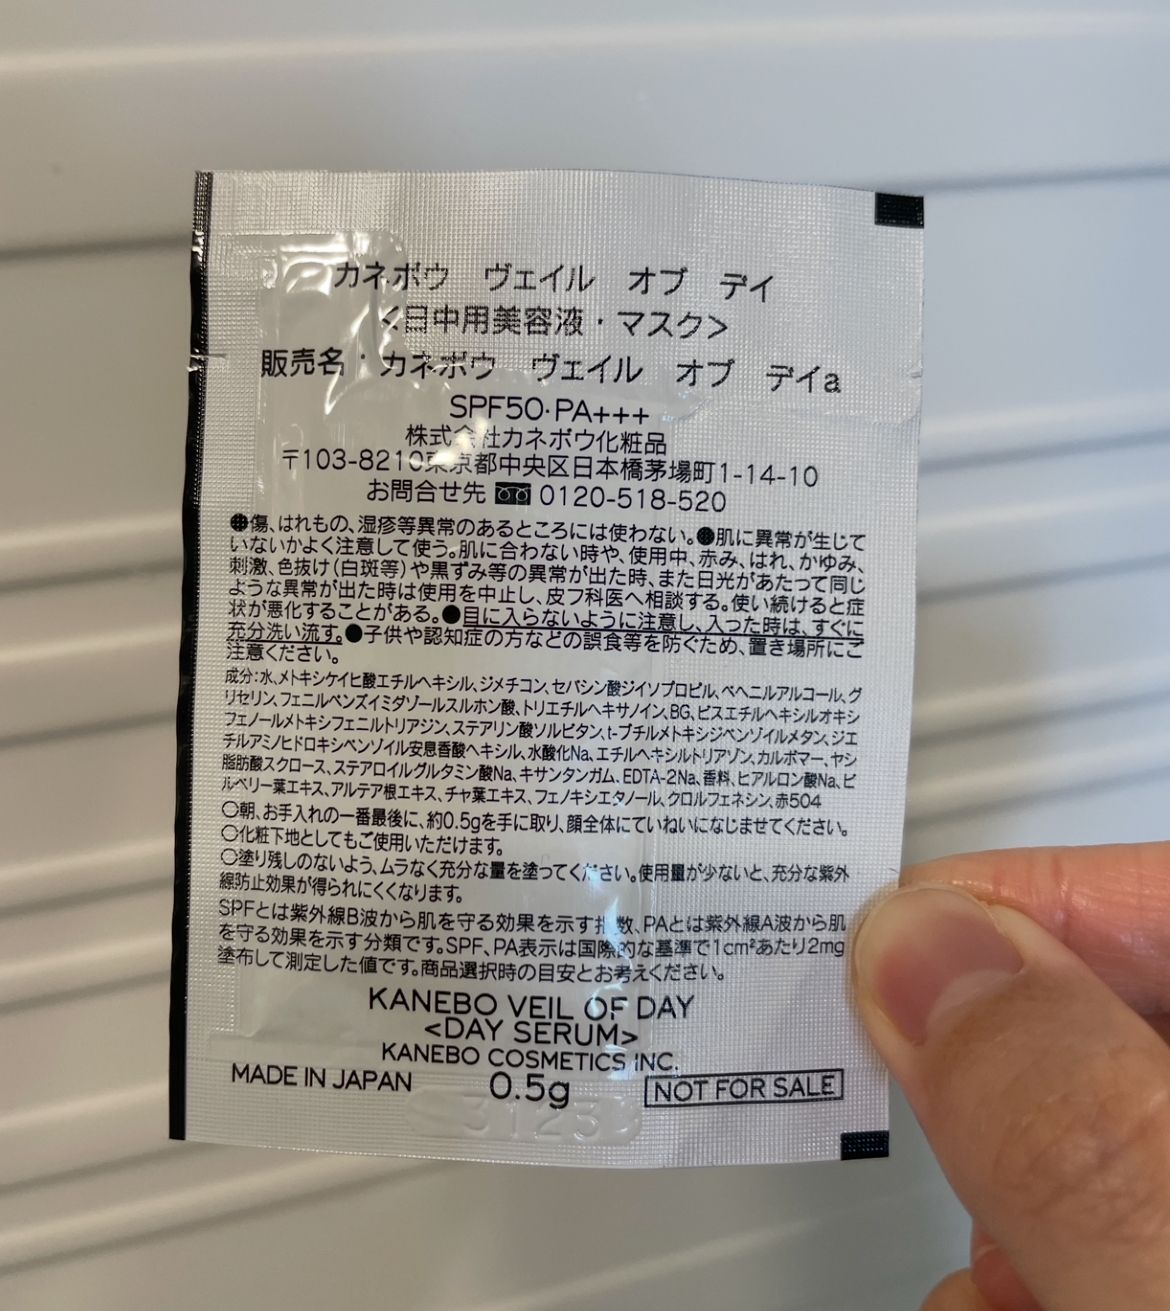 カネボウ ヴェイル オブ デイ
<日中用美容液・マスク>
販売名：カネボウ ヴェイル オブ デイa
SPF50・PA+++
株式会社カネボウ化粧品
〒103-8210東京都中央区日本橋茅場町1-14-10
お問合せ先 0120-518-520
●傷、はれもの、湿疹等異常のあるところには使わない。●肌に異常が生じて
いないかよく注意して使う。肌に合わない時や、使用中、赤み、はれ、かゆみ、
刺激、色抜け(白斑等)や黒ずみ等の異常が出た時、また日光があたって同じ
ような異常が出た時は使用を中止し、皮フ科医へ相談する。使い続けると症
状が悪化することがある。●目に入らないように注意し、入った時は、すぐに
充分洗い流す。●子供や認知症の方などの誤食等を防ぐため、置き場所にご
注意ください。
成分：水、メトキシケイヒ酸エチルヘキシル、ジメチコン、セバシン酸ジイソプロピル、ベヘニルアルコール、グ
リセリン、フェニルベンズイミダゾールスルホン酸、トリエチルヘキサノイン、BG、ビスエチルヘキシルオキシ
フェノールメトキシフェニルトリアジン、ステアリン酸ソルビタン、t-ブチルメトキシジベンゾイルメタン、ジエ
チルアミノヒドロキシベンゾイル安息香酸ヘキシル、水酸化Na、エチルヘキシルトリアゾン、カルボマー、ヤシ
脂肪酸スクロース、ステアロイルグルタミン酸Na、キサンタンガム、EDTA-2Na、香料、ヒアルロン酸Na、ビ
ルベリー葉エキス、アルテア根エキス、チャ葉エキス、フェノキシエタノール、クロルフェネシン、赤504
○朝、お手入れの一番最後に、約0.5gを手に取り、顔全体にていねいになじませてください。
○化粧下地としてもご使用いただけます。
○塗り残しのないよう、ムラなく充分な量を塗ってください。使用量が少ないと、充分な紫外
線防止効果が得られにくくなります。
SPFとは紫外線B波から肌を守る効果を示す指数、PAとは紫外線A波から肌
を守る効果を示す分類です。SPF、PA表示は国際的な基準で1cm²あたり2mg
塗布して測定した値です。商品選択時の目安とお考えください。
KANEBO VEIL OF DAY
<DAY SERUM>
KANEBO COSMETICS INC.
MADE IN JAPAN 0.5g NOT FOR SALE
3123